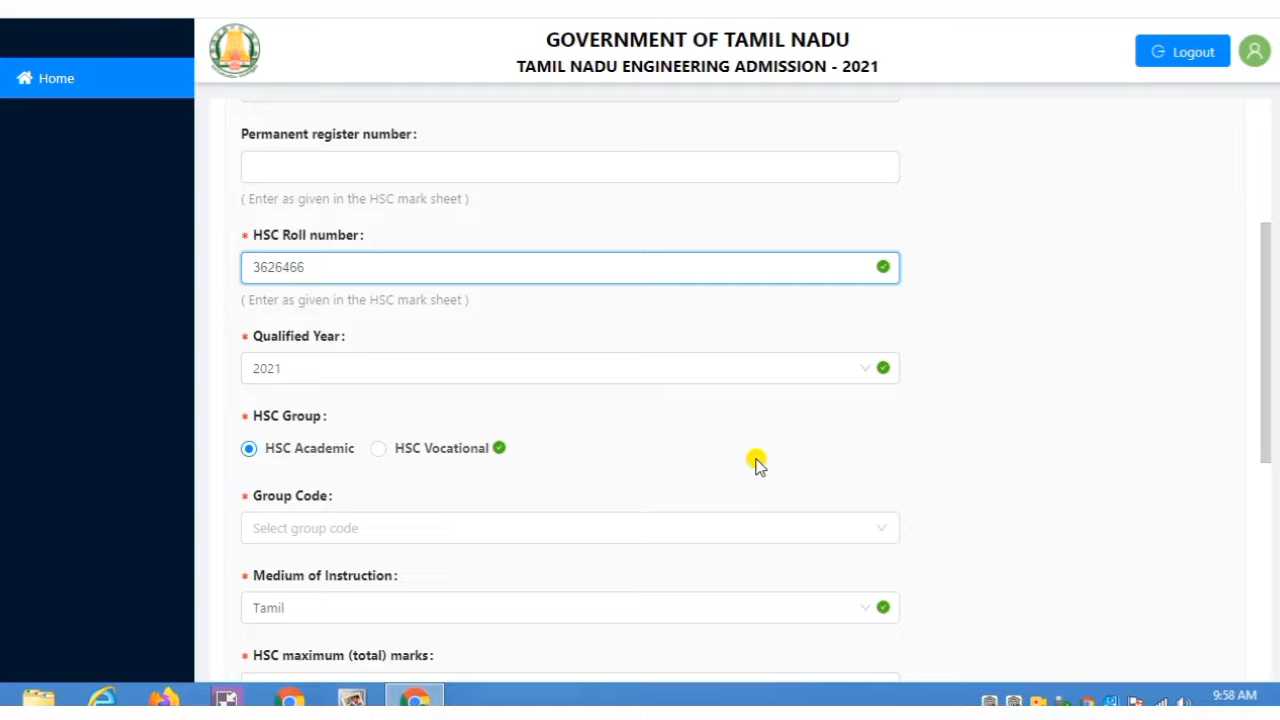 GOVERNMENT OF TAMIL NADU
TAMIL NADU ENGINEERING ADMISSION - 2021
Logout
Home
Permanent register number:
( Enter as given in the HSC mark sheet )
* HSC Roll number:
3626466
( Enter as given in the HSC mark sheet )
* Qualified Year:
2021
* HSC Group:
HSC Academic HSC Vocational
* Group Code:
Select group code
* Medium of Instruction:
Tamil
* HSC maximum (total) marks:
9:58 AM